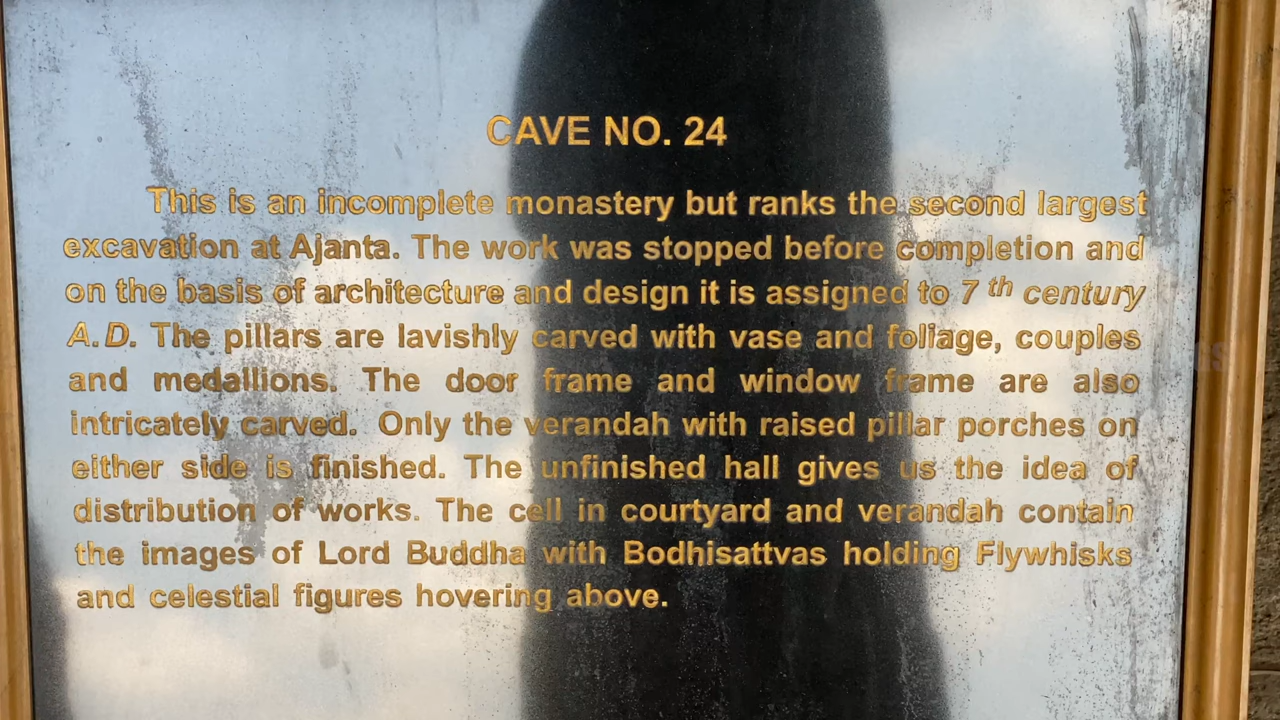 CAVE NO. 24
This is an incomplete monastery but ranks the second largest
excavation at Ajanta. The work was stopped before completion and
on the basis of architecture and design it is assigned to 7 th century
A.D. The pillars are lavishly carved with vase and foliage, couples
and medallions. The door frame and window frame are also
intricately carved. Only the verandah with raised pillar porches on
either side is finished. The unfinished hall gives us the idea of
distribution of works. The cell in courtyard and verandah contain
the images of Lord Buddha with Bodhisattvas holding Flywhisks
and celestial figures hovering above.